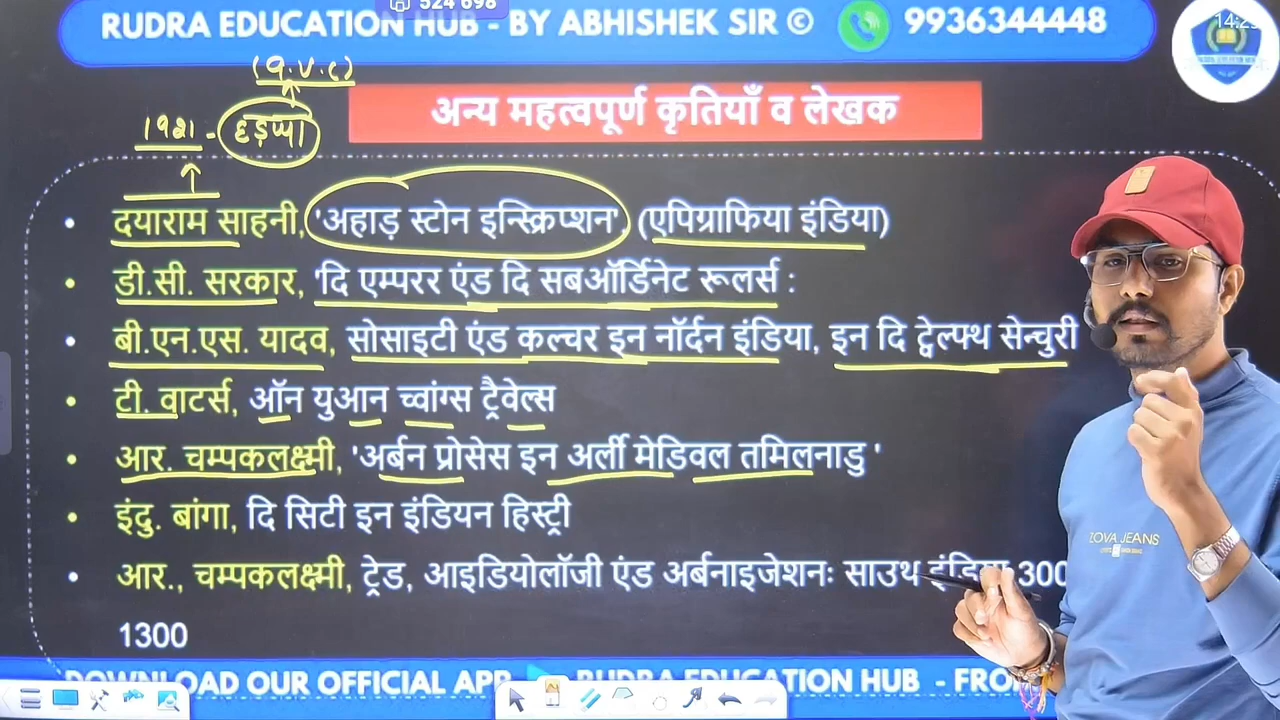 524 698
RUDRA EDUCATION HUB - BY ABHISHEK SIR © 9936344448
(I.V.C)
1921 - हड़प्पा
अन्य महत्वपूर्ण कृतियाँ व लेखक
• दयाराम साहनी, 'अहाड़ स्टोन इन्स्क्रिप्शन', (एपिग्राफिया इंडिया)
• डी.सी. सरकार, 'दि एम्परर एंड दि सबऑर्डिनेट रूलर्स :
• बी.एन.एस. यादव, सोसाइटी एंड कल्चर इन नॉर्दन इंडिया, इन दि ट्वेल्फ्थ सेन्चुरी
• टी. वाटर्स, ऑन युआन च्वांग्स ट्रैवेल्स
• आर. चम्पकलक्ष्मी, 'अर्बन प्रोसेस इन अर्ली मेडिवल तमिलनाडु '
• इंदु. बांगा, दि सिटी इन इंडियन हिस्ट्री
• आर., चम्पकलक्ष्मी, ट्रेड, आइडियोलॉजी एंड अर्बनाइजेशनः साउथ इंडिया 300
1300
ZOVA JEANS
DOWNLOAD OUR OFFICIAL APP RUDRA EDUCATION HUB - FRO